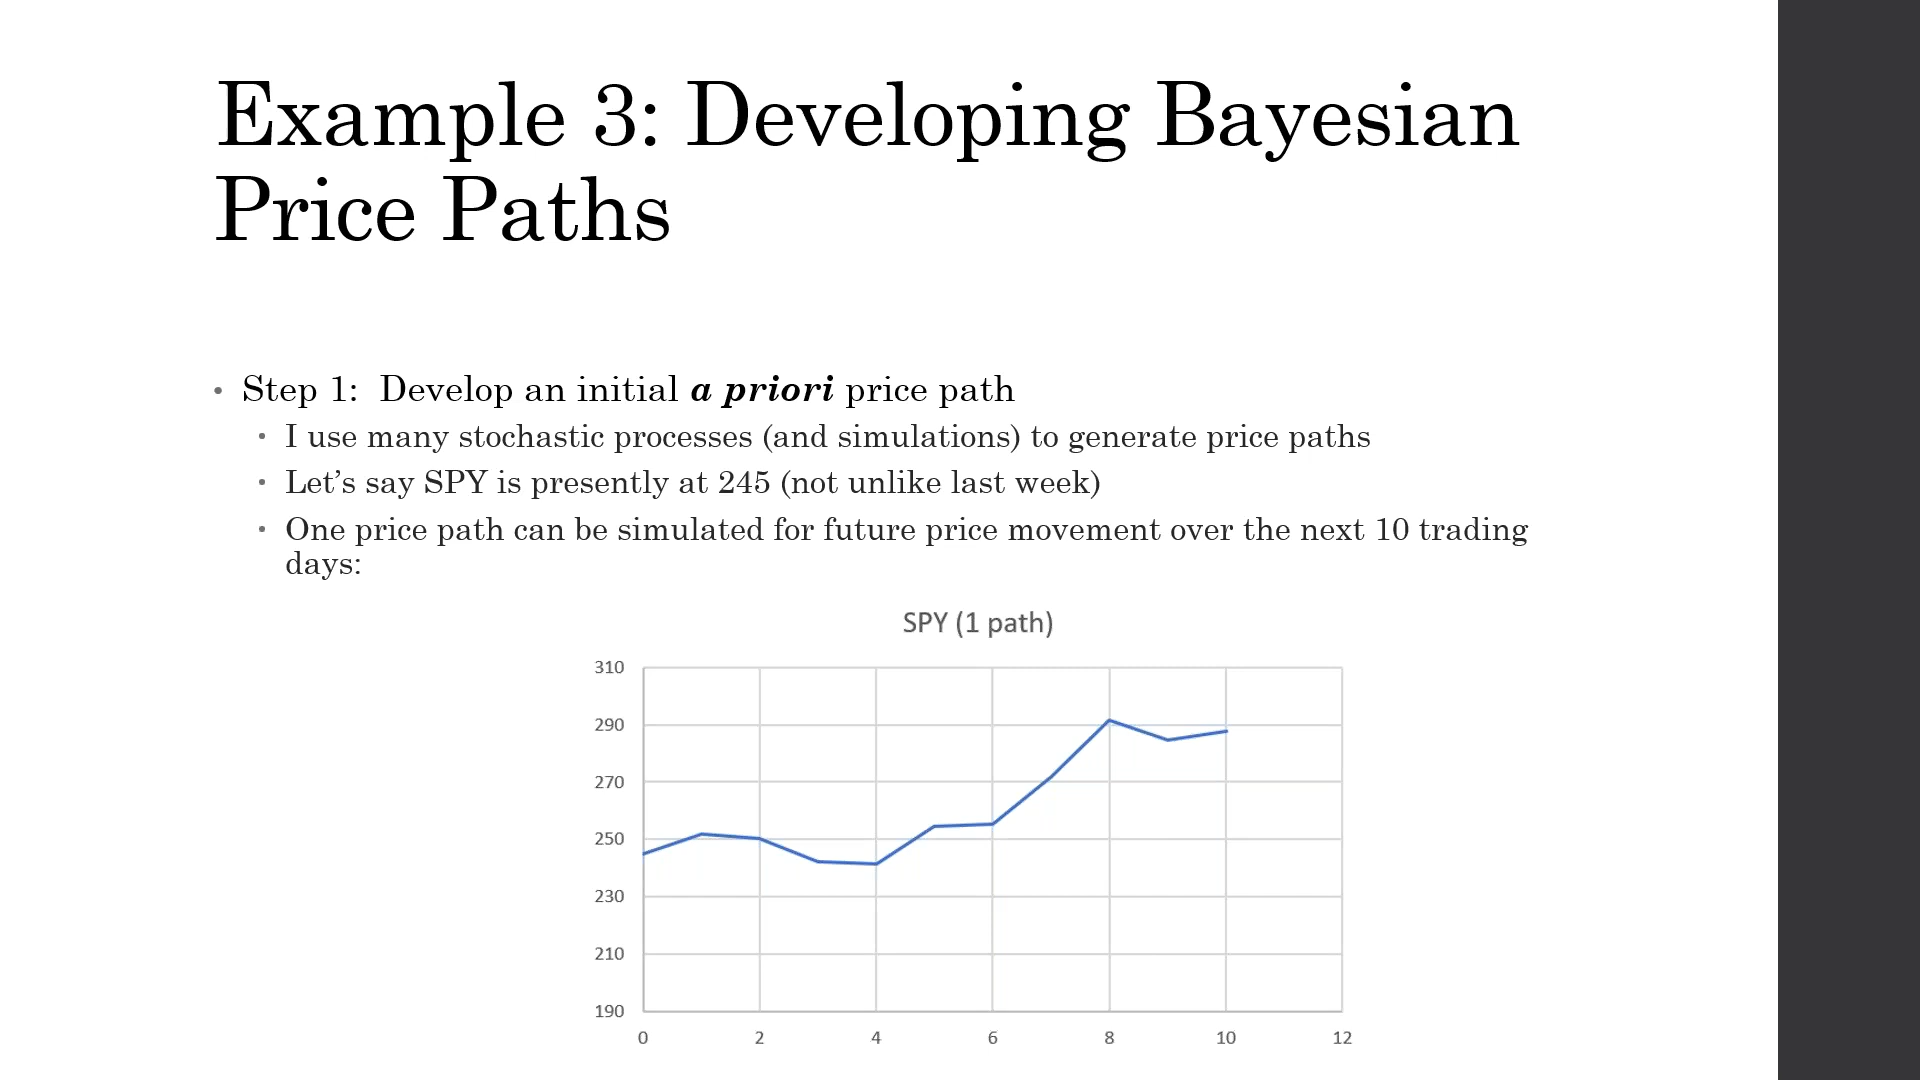 Example 3: Developing Bayesian
Price Paths
• Step 1: Develop an initial a priori price path
• I use many stochastic processes (and simulations) to generate price paths
• Let’s say SPY is presently at 245 (not unlike last week)
• One price path can be simulated for future price movement over the next 10 trading
days:
SPY (1 path)
310
290
270
250
230
210
190
0 2 4 6 8 10 12